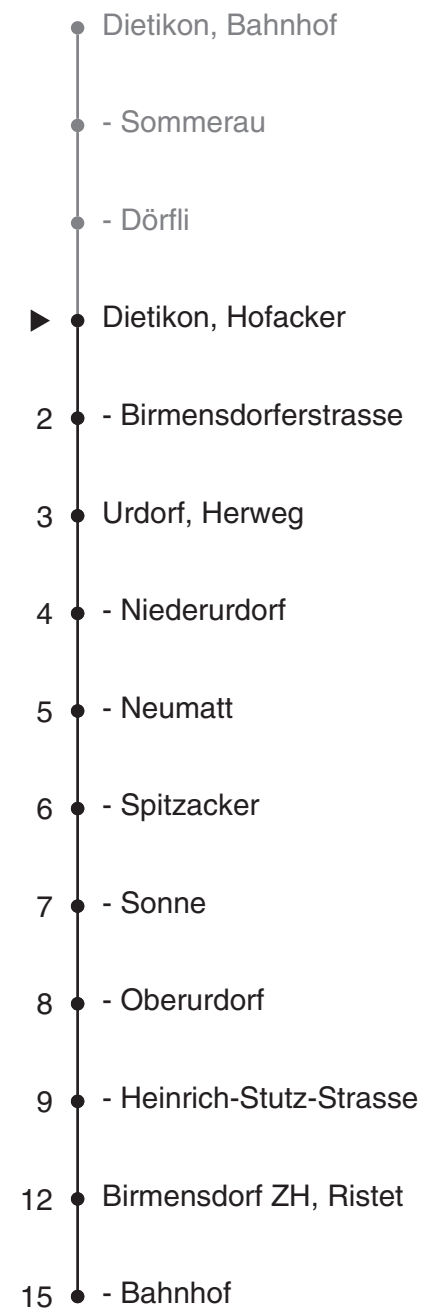 Dietikon, Bahnhof
- Sommerau
- Dörfli
Dietikon, Hofacker
2 - Birmensdorferstrasse
3 Urdorf, Herweg
4 - Niederurdorf
5 - Neumatt
6 - Spitzacker
7 - Sonne
8 - Oberurdorf
9 - Heinrich-Stutz-Strasse
12 Birmensdorf ZH, Ristet
15 - Bahnhof